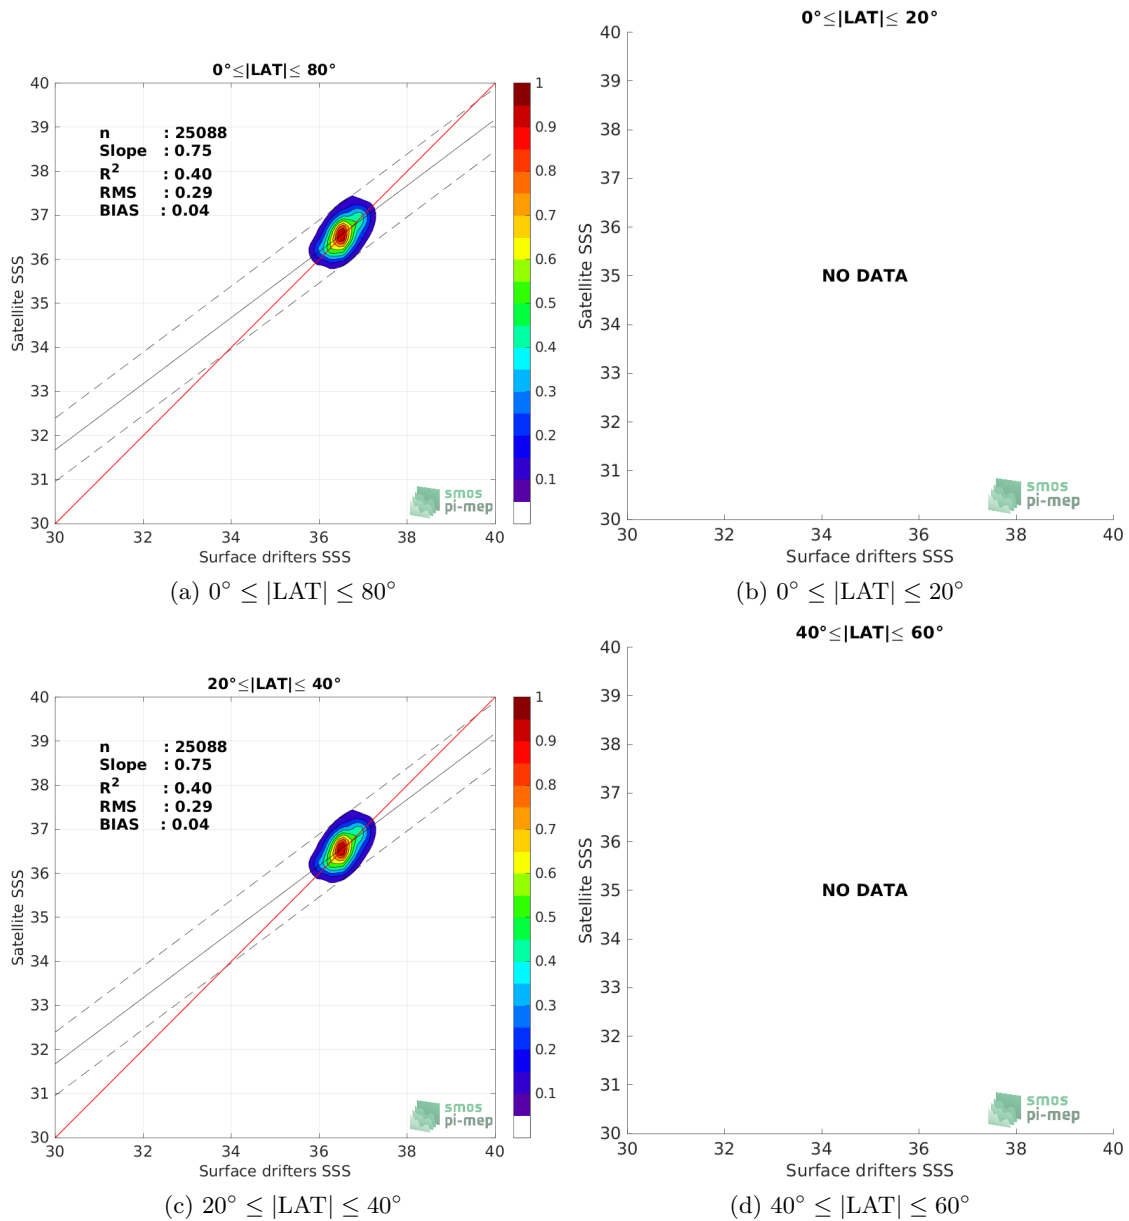 0°≤|LAT|≤ 80°
40
39
38
37
36
35
34
33
32
31
30
Satellite SSS
n : 25088
Slope : 0.75
R² : 0.40
RMS : 0.29
BIAS : 0.04
smos
pi-mep
30 32 34 36 38 40
Surface drifters SSS
1
0.9
0.8
0.7
0.6
0.5
0.4
0.3
0.2
0.1
(a) 0° ≤ |LAT| ≤ 80°
0°≤|LAT|≤ 20°
40
39
38
37
36
35
34
33
32
31
30
Satellite SSS
NO DATA
smos
pi-mep
30 32 34 36 38 40
Surface drifters SSS
(b) 0° ≤ |LAT| ≤ 20°
20°≤|LAT|≤ 40°
40
39
38
37
36
35
34
33
32
31
30
Satellite SSS
n : 25088
Slope : 0.75
R² : 0.40
RMS : 0.29
BIAS : 0.04
smos
pi-mep
30 32 34 36 38 40
Surface drifters SSS
1
0.9
0.8
0.7
0.6
0.5
0.4
0.3
0.2
0.1
(c) 20° ≤ |LAT| ≤ 40°
40°≤|LAT|≤ 60°
40
39
38
37
36
35
34
33
32
31
30
Satellite SSS
NO DATA
smos
pi-mep
30 32 34 36 38 40
Surface drifters SSS
(d) 40° ≤ |LAT| ≤ 60°